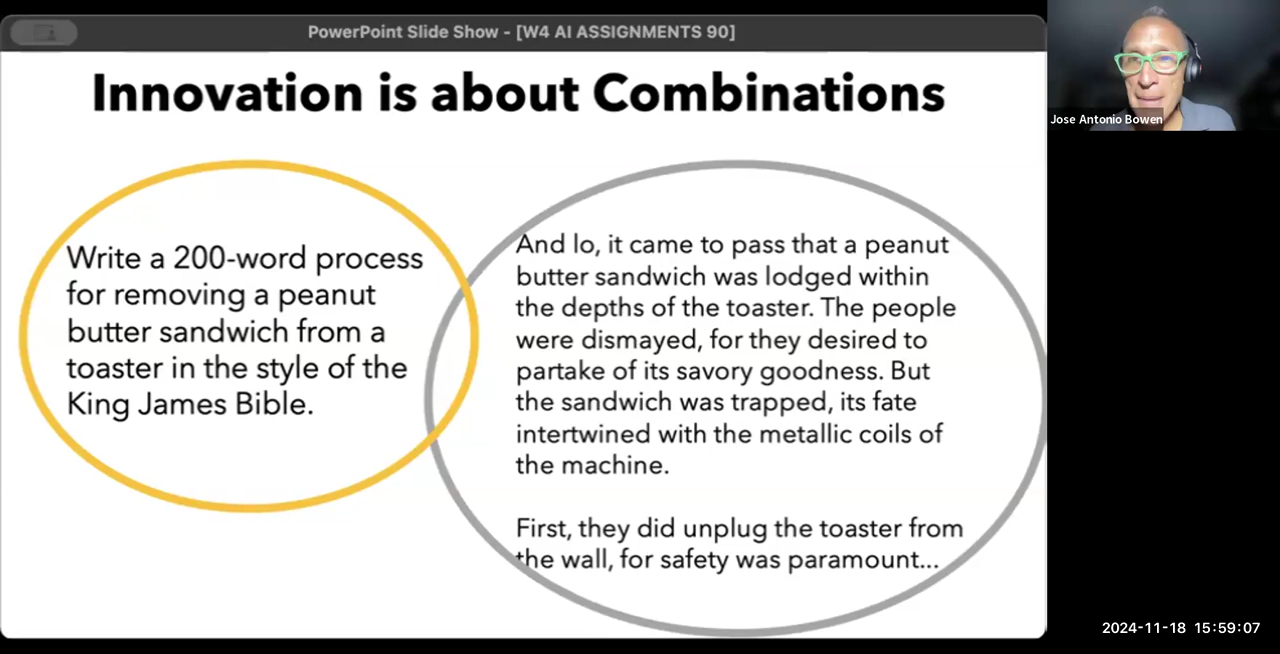 PowerPoint Slide Show - [W4 AI ASSIGNMENTS 90]
Innovation is about Combinations
Jose Antonio Bowen
Write a 200-word process
for removing a peanut
butter sandwich from a
toaster in the style of the
King James Bible.
And lo, it came to pass that a peanut
butter sandwich was lodged within
the depths of the toaster. The people
were dismayed, for they desired to
partake of its savory goodness. But
the sandwich was trapped, its fate
intertwined with the metallic coils of
the machine.
First, they did unplug the toaster from
the wall, for safety was paramount...
2024-11-18 15:59:07